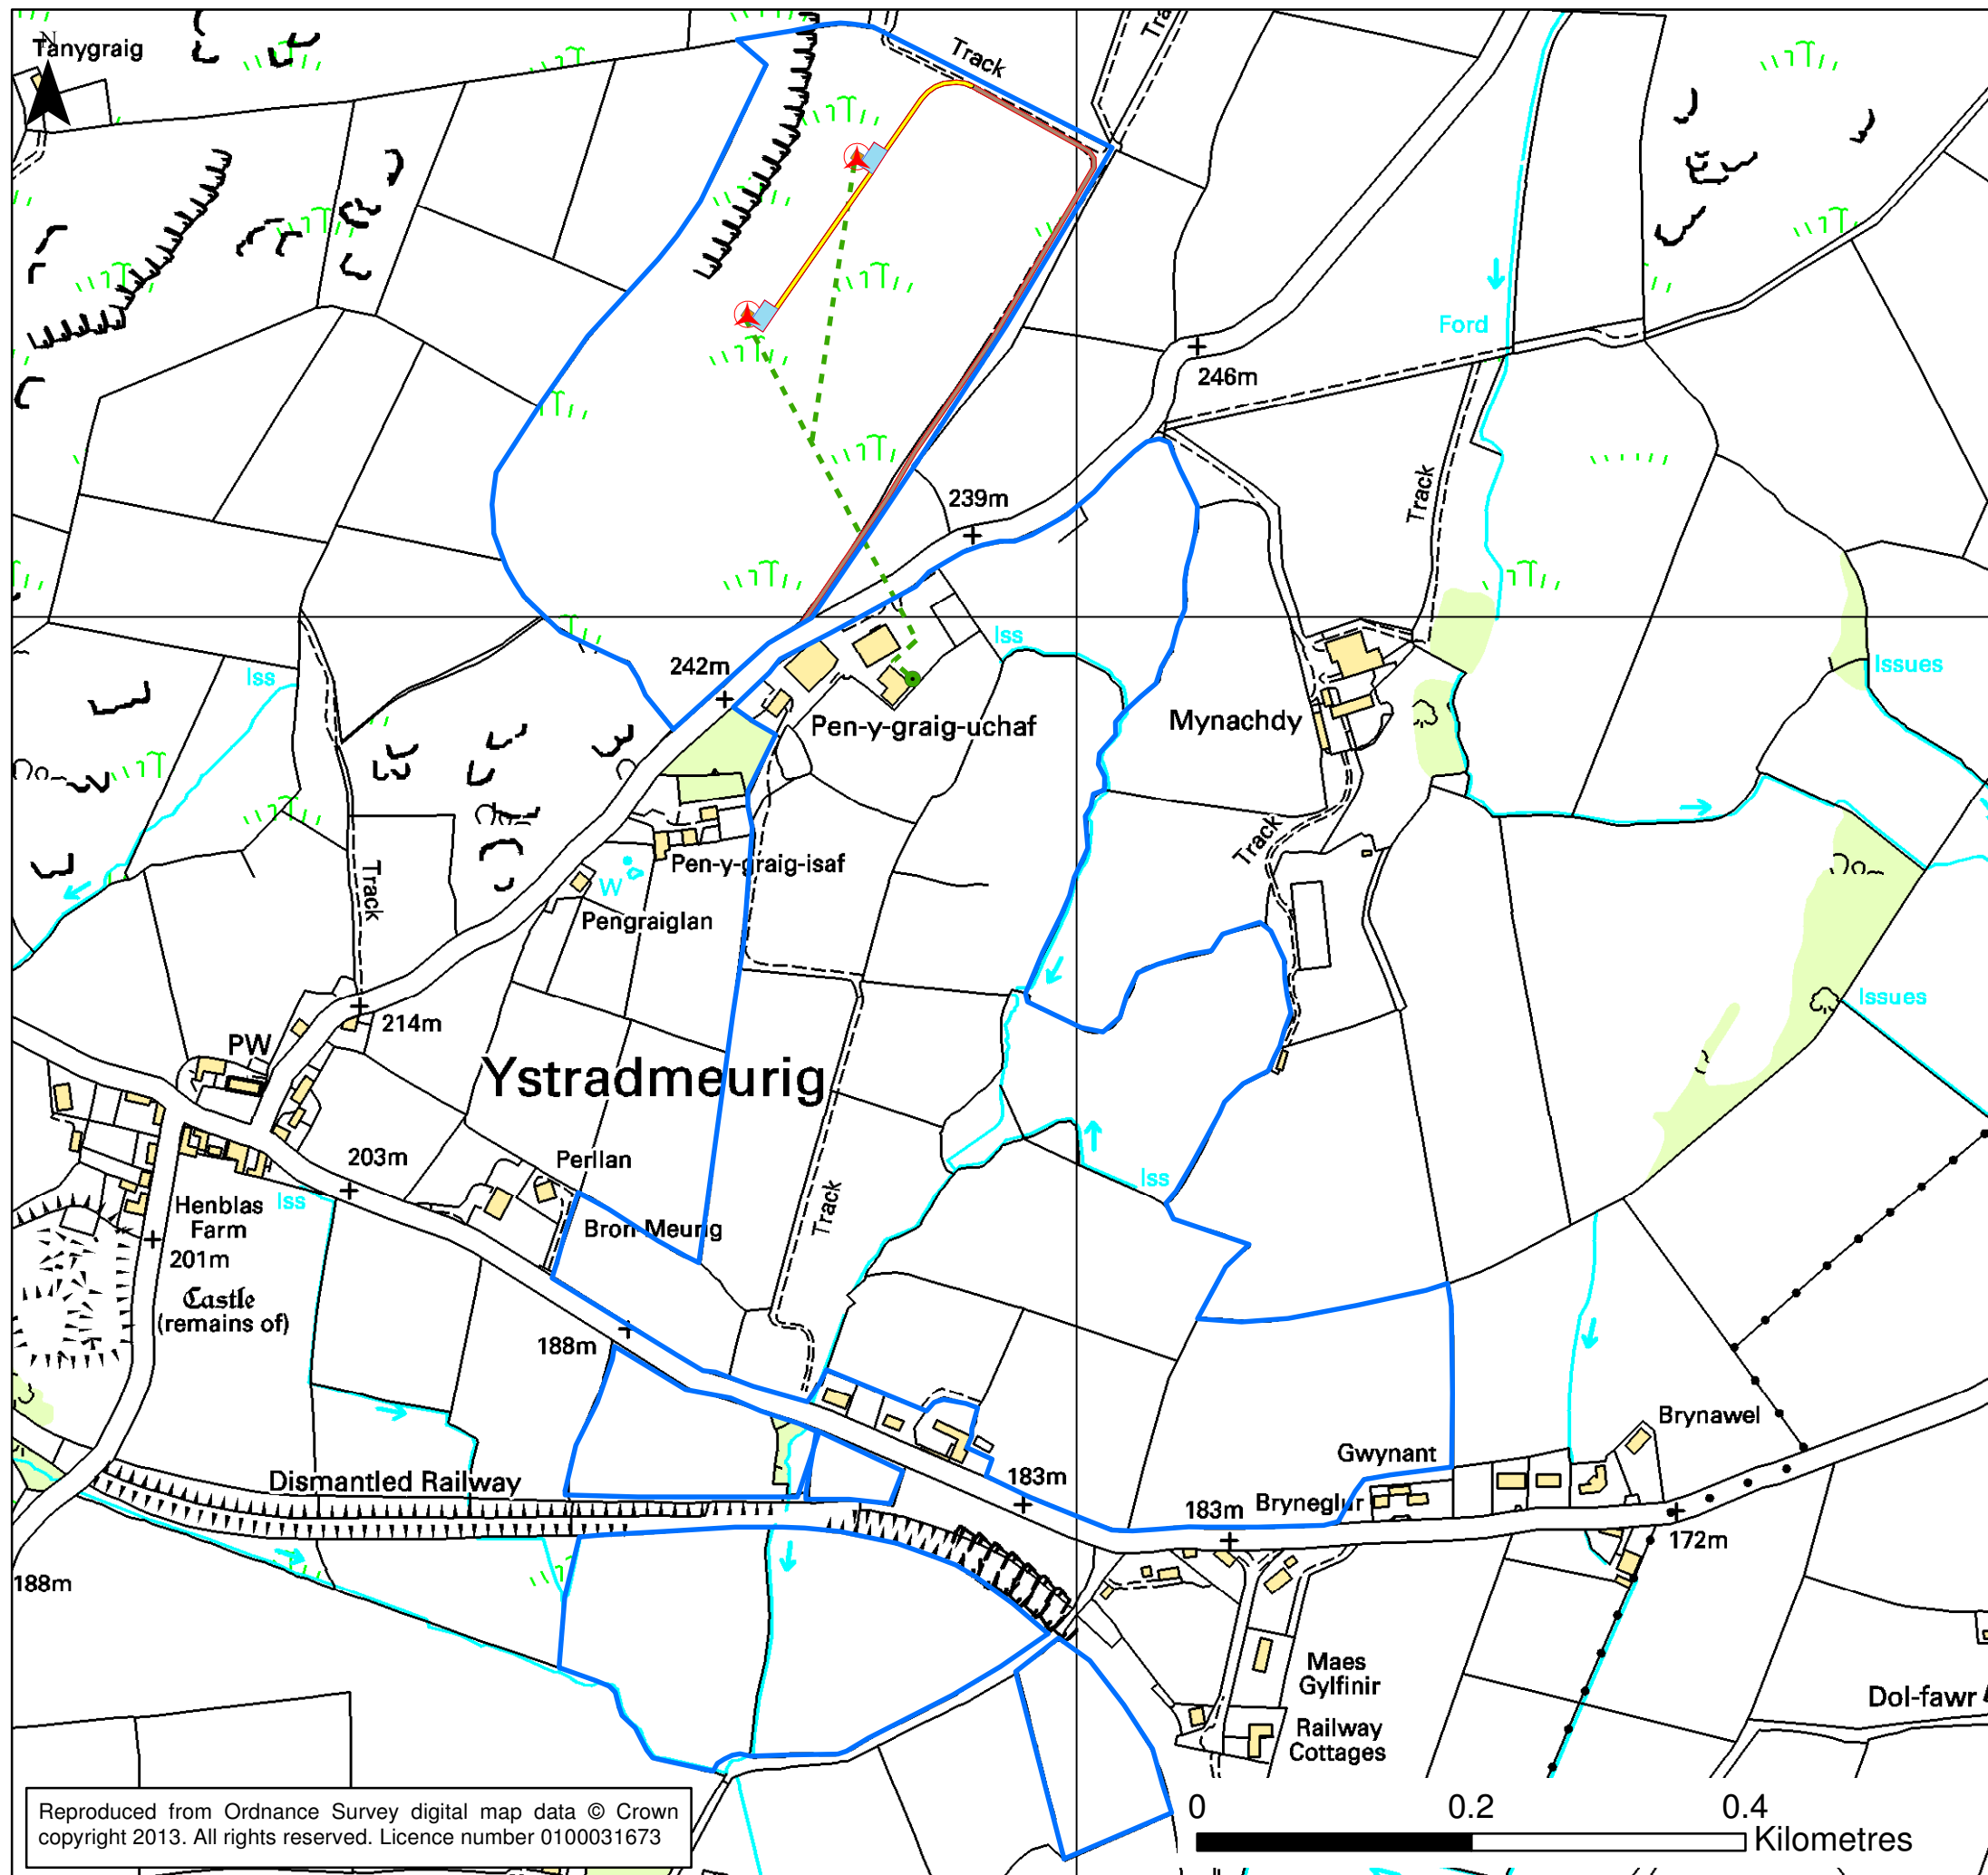 N
Tanygraig
Track
Tra
Ford
246m
Track
239m
Iss
242m
Iss
Issues
Pen-y-graig-uchaf
Mynachdy
Track
Pen-y-graig-isaf
W
Track
Pengraiglan
Issues
214m
PW
Ystradmeurig
203m
Perllan
Iss
Henblas
Farm
Iss
Track
Bron Meurig
201m
Castle
(remains of)
188m
Brynawel
Gwynant
Dismantled Railway
183m
183m
Bryneglur
172m
188m
Maes
Gylfinir
Dol-fawr
Railway
Cottages
Reproduced from Ordnance Survey digital map data © Crown
copyright 2013. All rights reserved. Licence number 0100031673
0 0.2 0.4
Kilometres